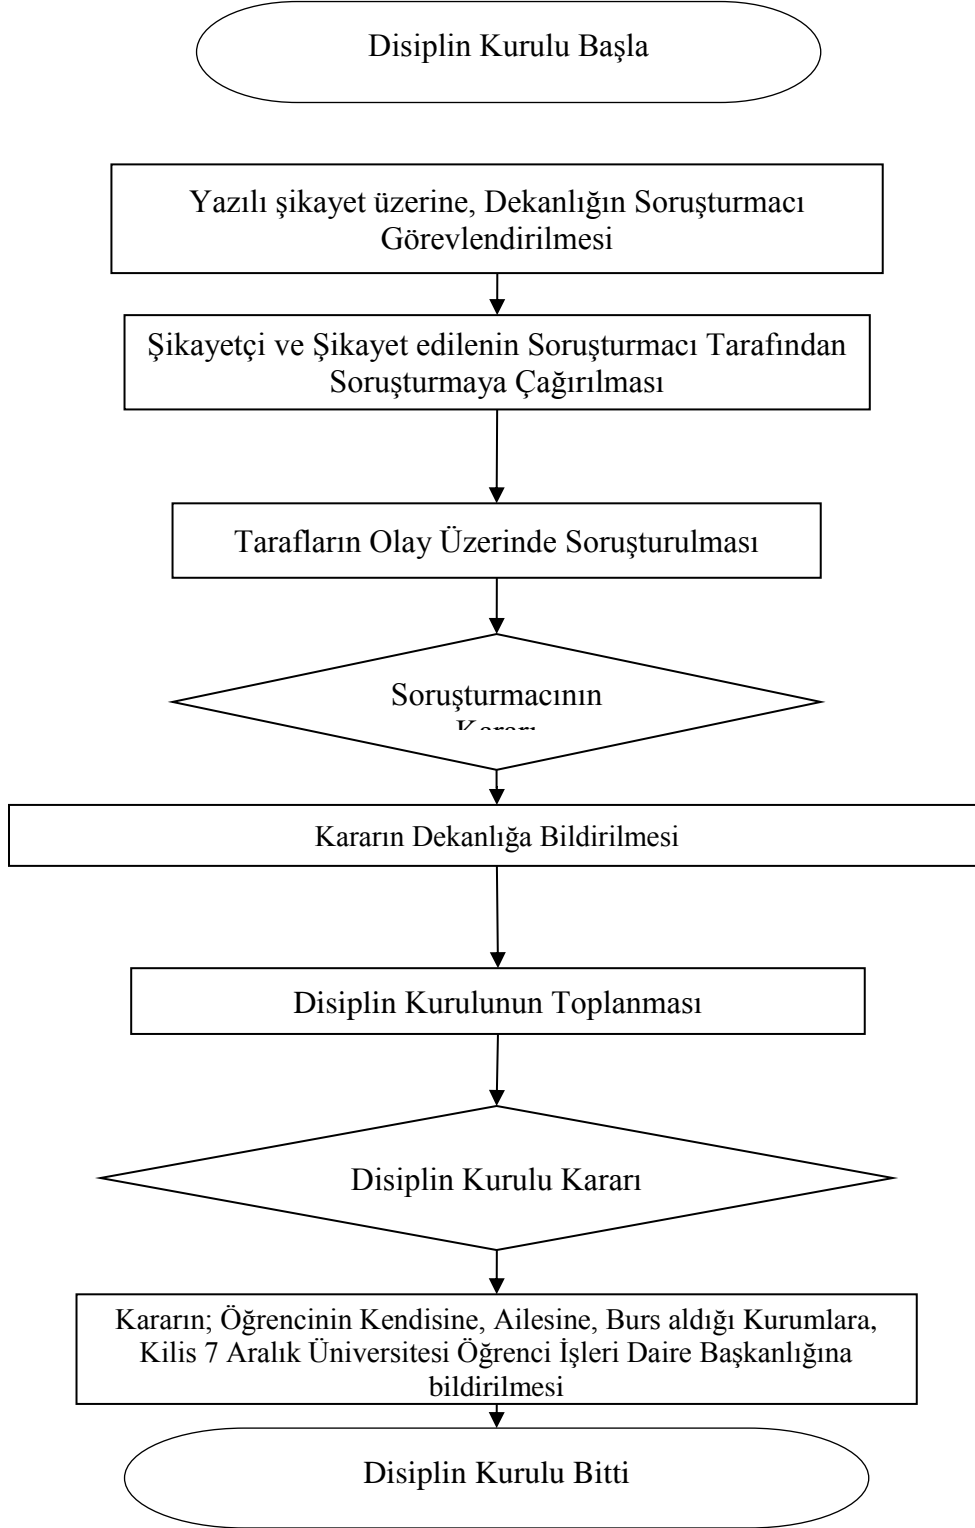 Disiplin Kurulu Başla
Yazılı şikayet üzerine, Dekanlığın Soruşturmacı
Görevlendirilmesi
Şikayetçi ve Şikayet edilenin Soruşturmacı Tarafından
Soruşturmaya Çağırılması
Tarafların Olay Üzerinde Soruşturulması
Soruşturmacının
Kararı
Kararın Dekanlığa Bildirilmesi
Disiplin Kurulunun Toplanması
Disiplin Kurulu Kararı
Kararın; Öğrencinin Kendisine, Ailesine, Burs aldığı Kurumlara,
Kilis 7 Aralık Üniversitesi Öğrenci İşleri Daire Başkanlığına
bildirilmesi
Disiplin Kurulu Bitti